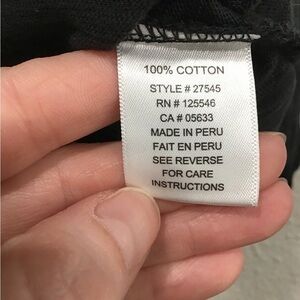 100% COTTON
STYLE # 27545
RN # 125546
CA # 05633
MADE IN PERU
FAIT EN PERU
SEE REVERSE
FOR CARE
INSTRUCTIONS